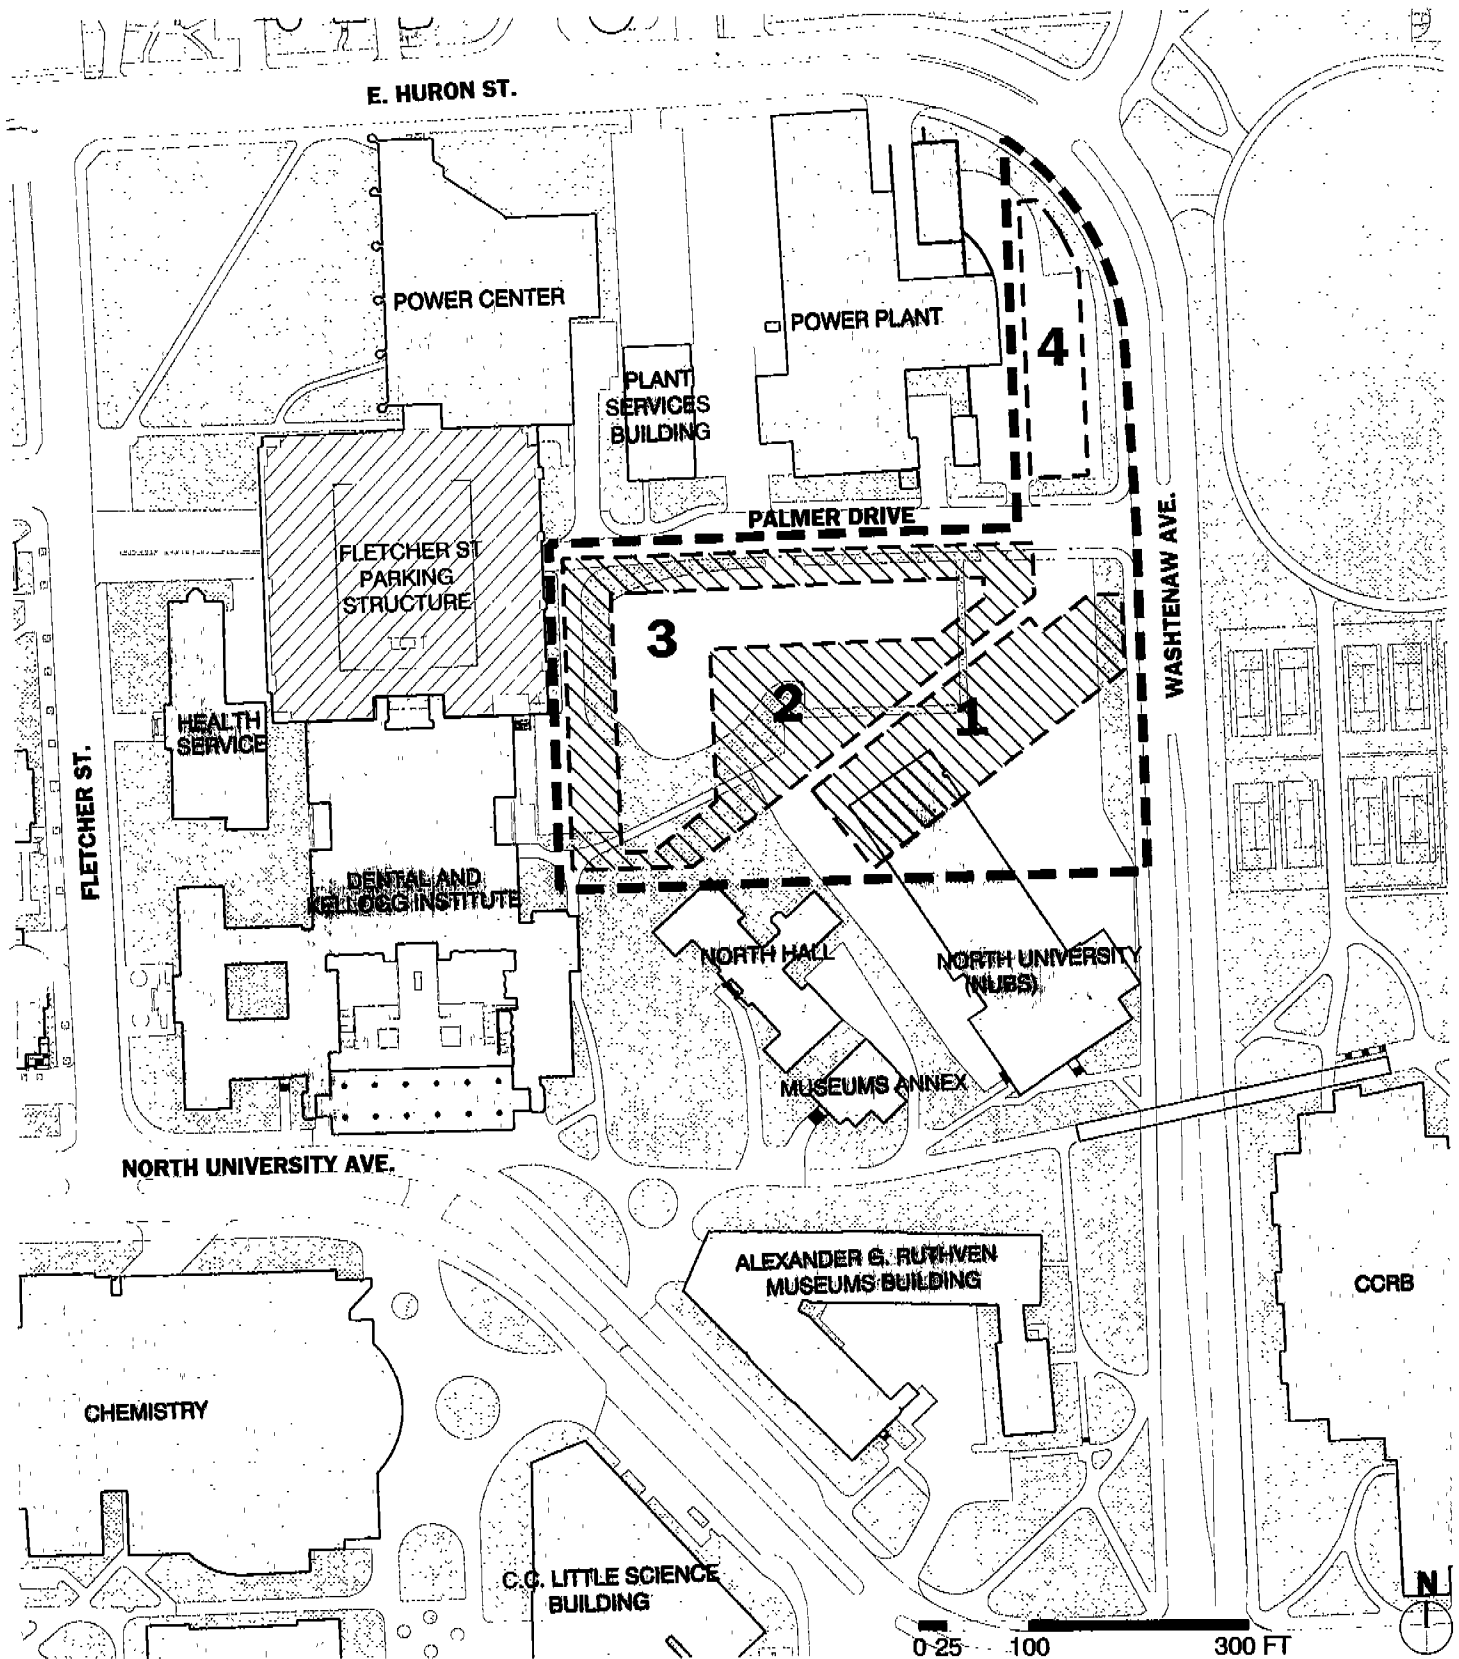 E. HURON ST.
POWER CENTER
POWER PLANT
4
PLANT
SERVICES
BUILDING
PALMER DRIVE
WASHTENAW AVE.
FLETCHER ST
PARKING
STRUCTURE
3
2
1
HEALTH
SERVICE
FLETCHER ST.
DENTAL AND
KELLOGG INSTITUTE
NORTH HALL
NORTH UNIVERSITY
(NUBS)
MUSEUMS ANNEX
NORTH UNIVERSITY AVE.
ALEXANDER G. RUTHVEN
MUSEUMS BUILDING
CCRB
CHEMISTRY
C.C. LITTLE SCIENCE
BUILDING
N
0 25 100 300 FT